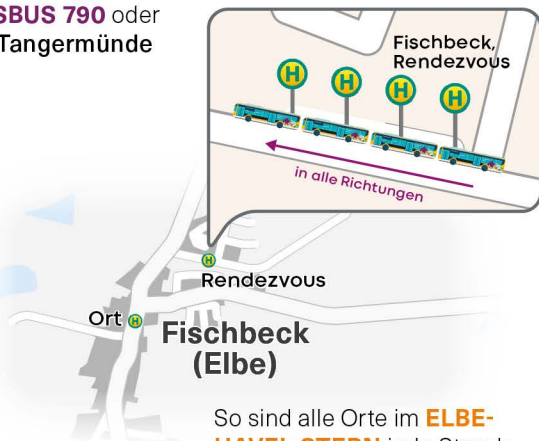 SBUS 790 oder
Tangermünde
Fischbeck,
Rendezvous
H
H
H
H
in alle Richtungen
H
Rendezvous
Ort H
Fischbeck
(Elbe)
So sind alle Orte im ELBE-